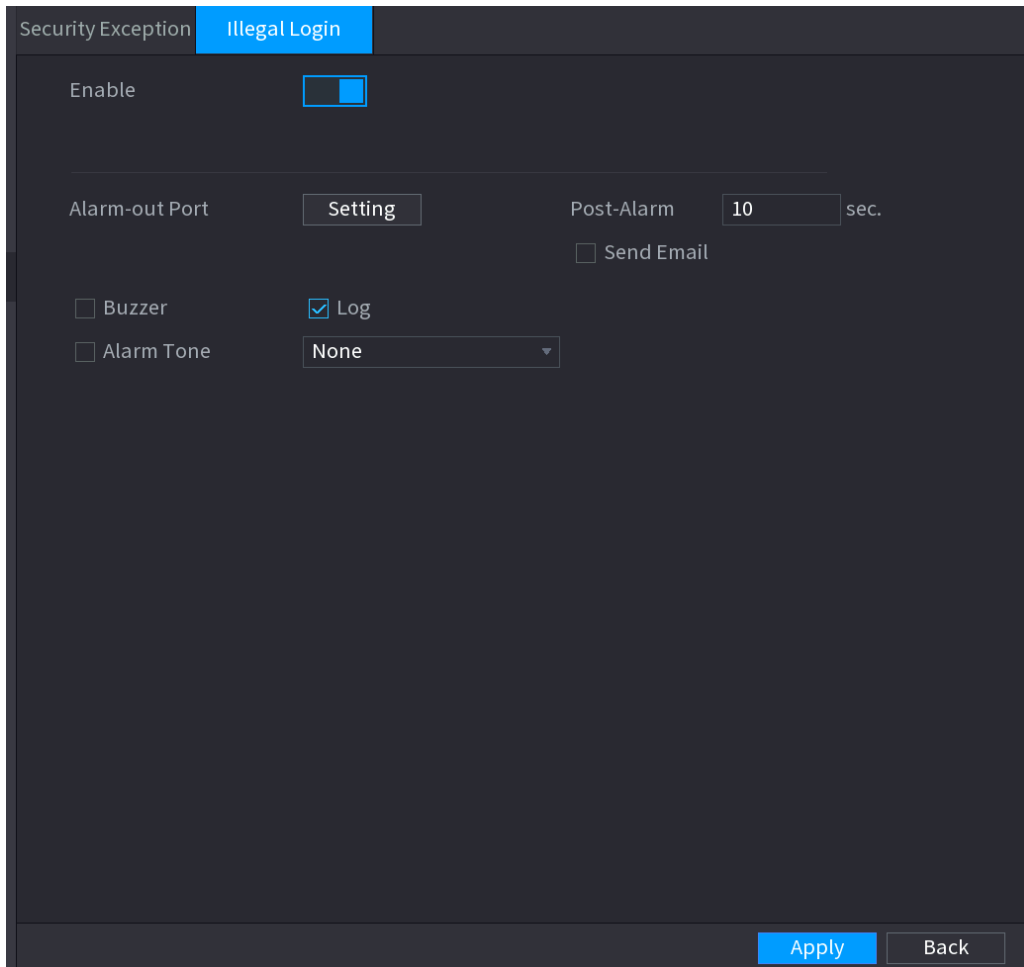 Security Exception Illegal Login
Enable
Alarm-out Port Setting Post-Alarm 10 sec.
Send Email
Buzzer Log
Alarm Tone None
Apply Back